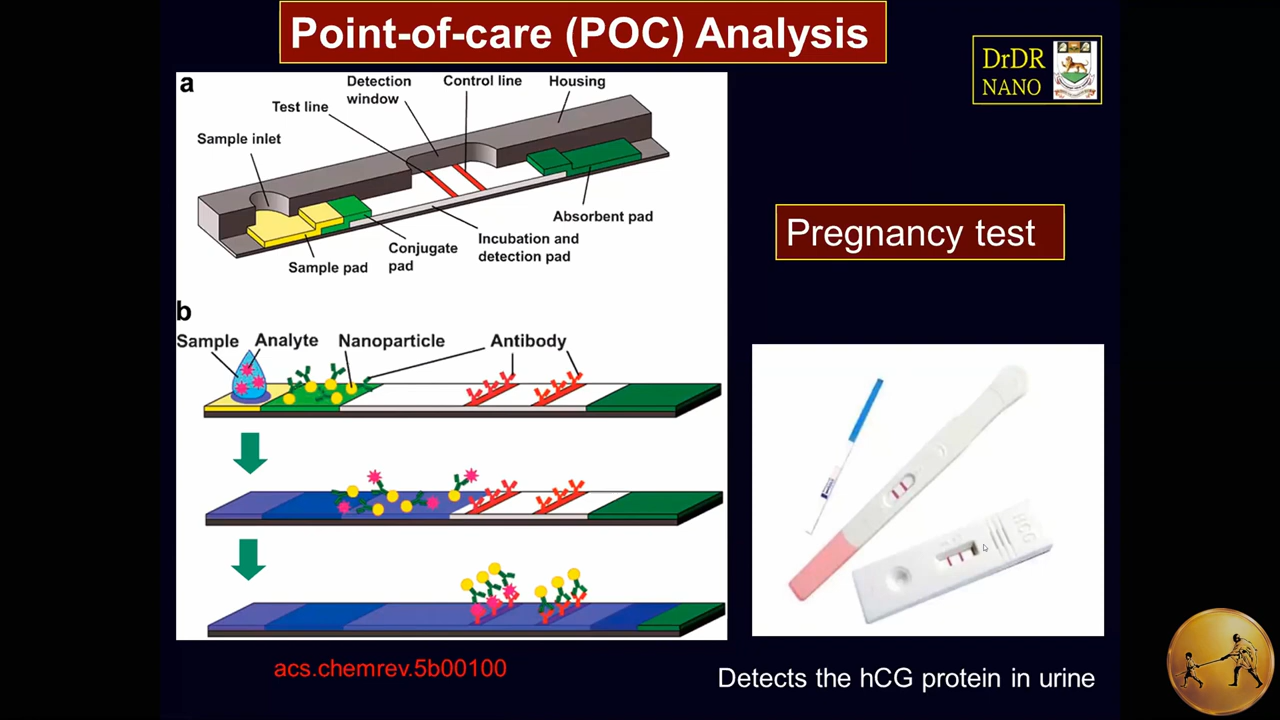 Point-of-care (POC) Analysis
DrDR
NANO
a
Detection
window
Control line
Housing
Test line
Sample inlet
Absorbent pad
Conjugate
pad
Incubation and
detection pad
Sample pad
Pregnancy test
b
Sample
Analyte
Nanoparticle
Antibody
HCG
acs.chemrev.5b00100
Detects the hCG protein in urine